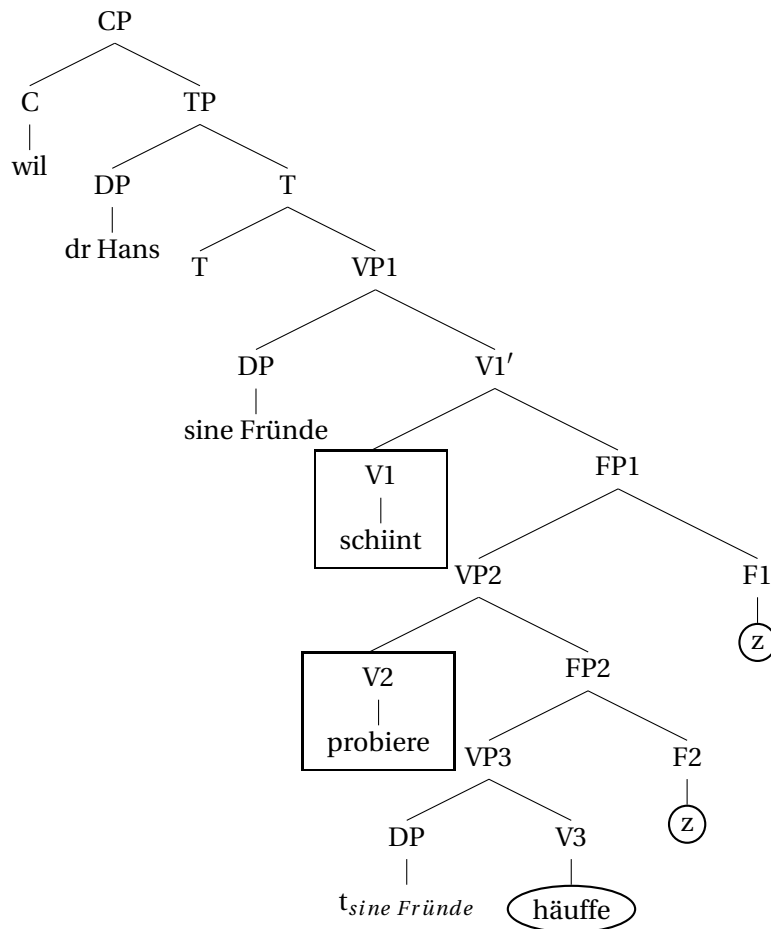 CP
C TP
wil
DP T
dr Hans T VP1
DP V1′
sine Fründe
V1 FP1
schiint
VP2 F1
z
V2 FP2
probiere
VP3 F2
z
DP V3
t sine Fründe häuffe